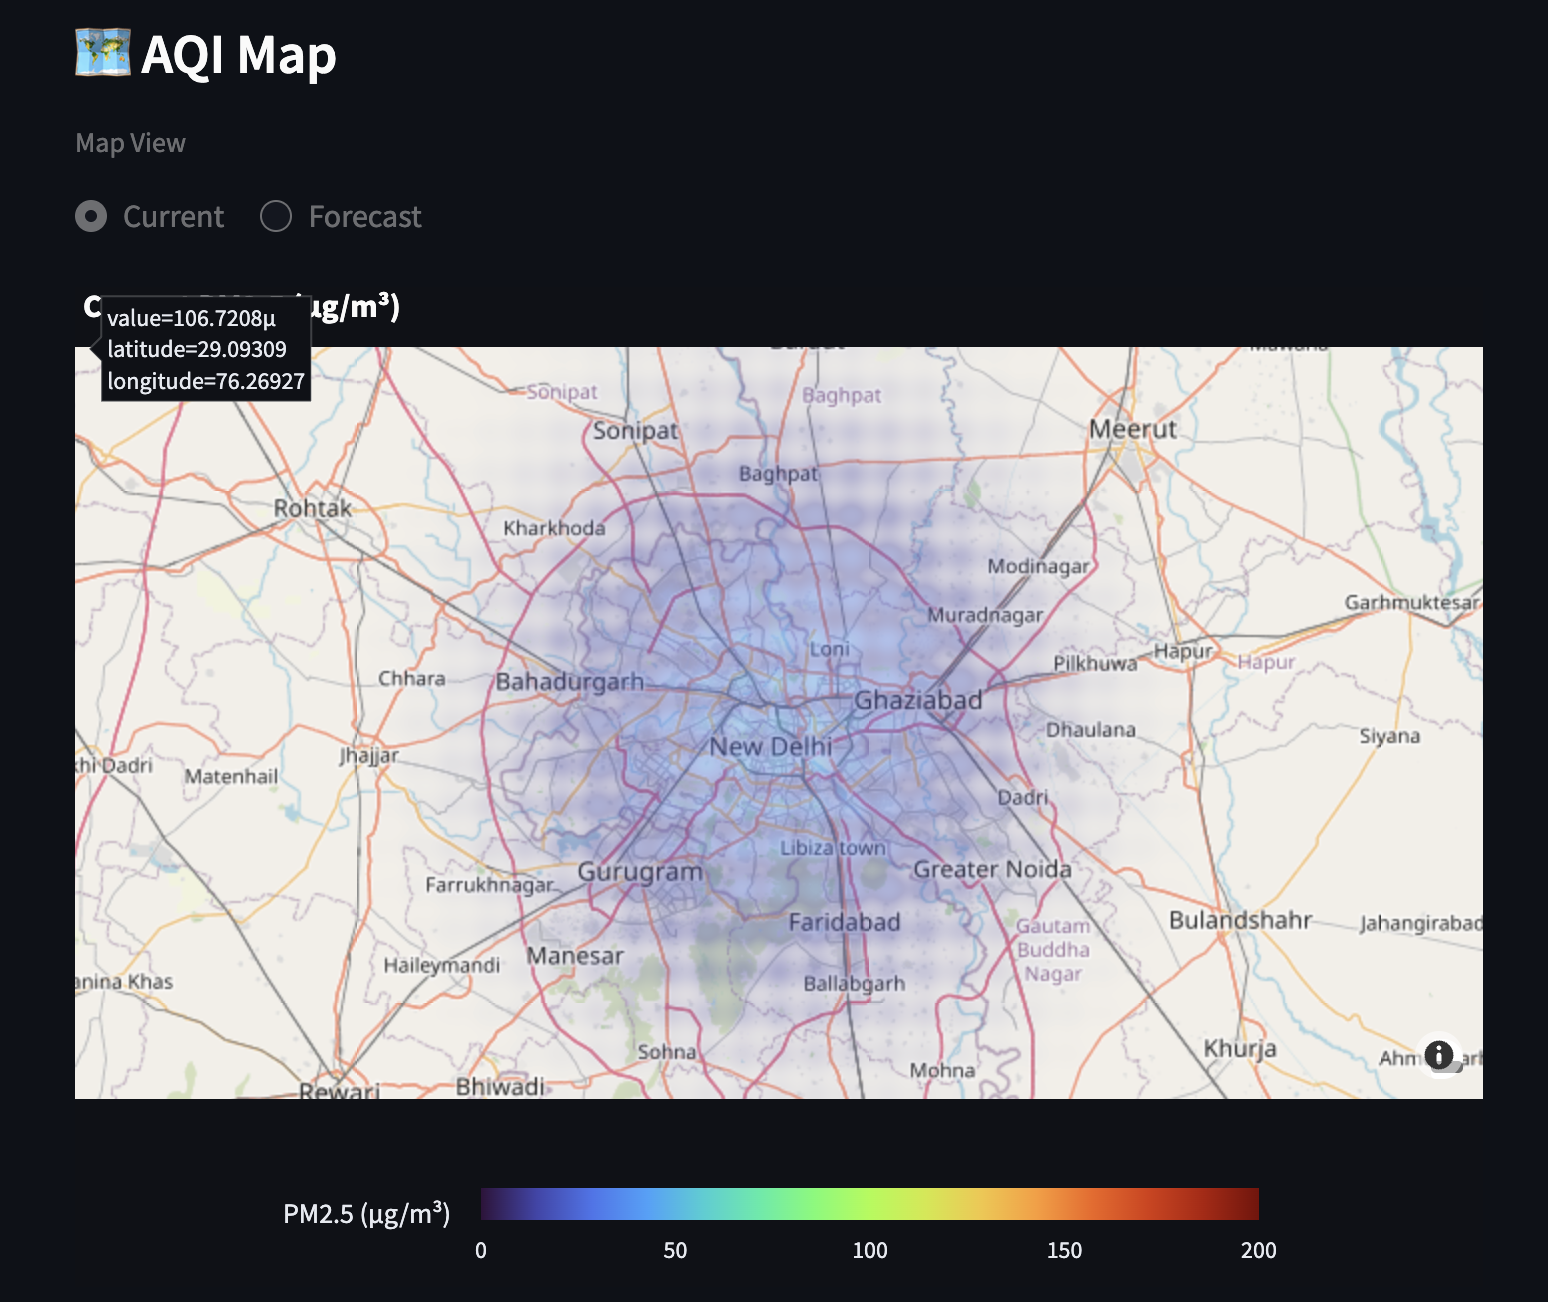 AQI Map
Map View
Current
Forecast
µg/m³)
value=106.7208µ
latitude=29.09309
longitude=76.26927
Sonipat
Baghpat
Sonipat
Meerut
Baghpat
Rohtak
Kharkhoda
Modinagar
Garhmuktesar
Muradnagar
Loni
Hapur
Hapur
Pilkhuwa
Chhara
Bahadurgarh
Ghaziabad
Dhaulana
Siyana
New Delhi
Jhajjar
hi Dadri
Matenhail
Dadri
Libiza town
Gurugram
Greater Noida
Farrukhnagar
Faridabad
Bulandshahr
Jahangirabad
Gautam
Buddha
Nagar
Manesar
Haileymandi
anina Khas
Ballabgarh
Sohna
Khurja
Ahm
Mohna
Bhiwadi
Rewari
PM2.5 (µg/m³)
0
50
100
150
200